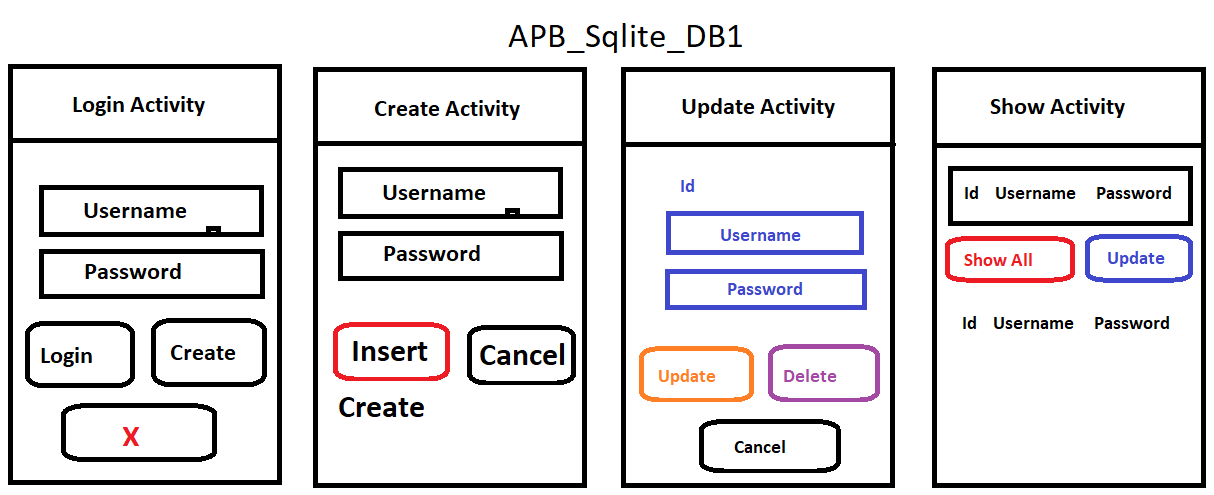 APB_Sqlite_DB1
Login Activity
Username
Password
Login Create
X
Create Activity
Username
Password
Insert Cancel
Create
Update Activity
Id
Username
Password
Update Delete
Cancel
Show Activity
Id Username Password
Show All Update
Id Username Password